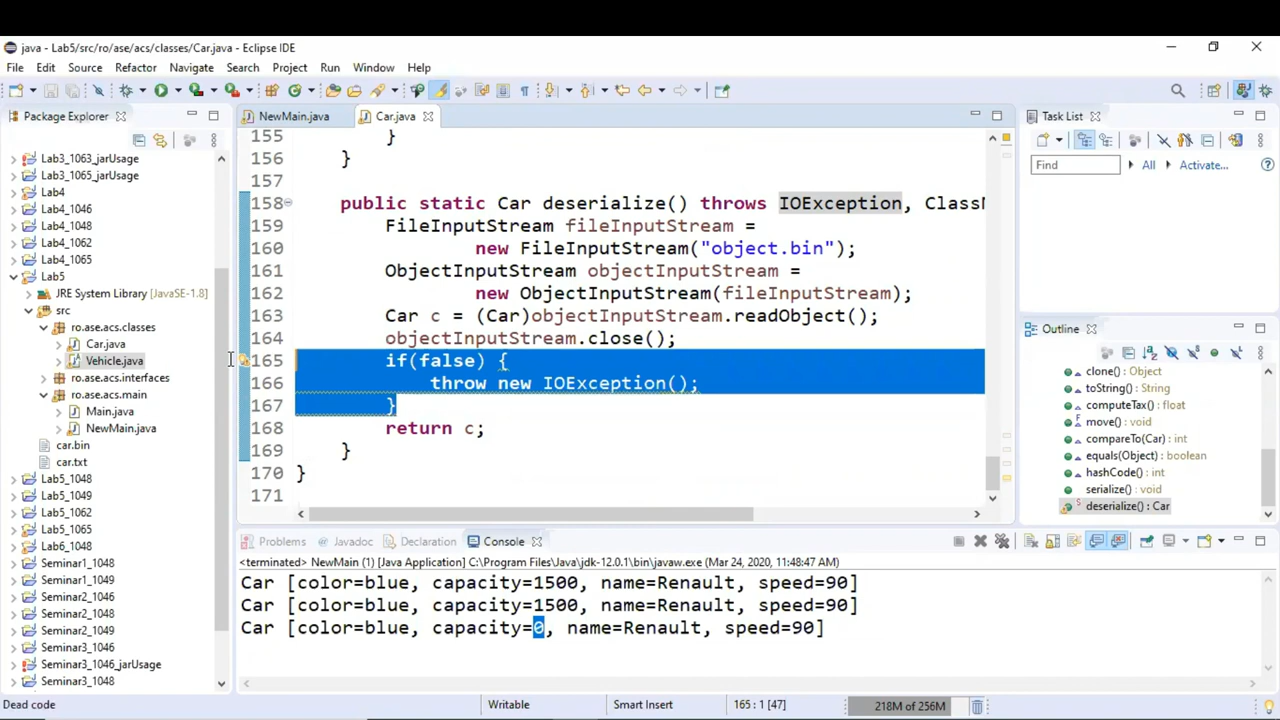 java - Lab5/src/ro/ase/acs/classes/Car.java - Eclipse IDE
File Edit Source Refactor Navigate Search Project Run Window Help
Package Explorer
Lab3_1063_jarUsage
Lab3_1065_jarUsage
Lab4
Lab4_1046
Lab4_1048
Lab4_1062
Lab4_1065
Lab5
JRE System Library [JavaSE-1.8]
src
ro.ase.acs.classes
Car.java
Vehicle.java
ro.ase.acs.interfaces
ro.ase.acs.main
Main.java
NewMain.java
car.bin
car.txt
Lab5_1048
Lab5_1049
Lab5_1062
Lab5_1065
Lab6_1048
Seminar1_1048
Seminar1_1049
Seminar2_1046
Seminar2_1048
Seminar2_1049
Seminar3_1046
Seminar3_1046_jarUsage
Seminar3_1048
NewMain.java Car.java
155 }
156 }
157
158 public static Car deserialize() throws IOException, ClassN
159 FileInputStream fileInputStream =
160 new FileInputStream("object.bin");
161 ObjectInputStream objectInputStream =
162 new ObjectInputStream(fileInputStream);
163 Car c = (Car)objectInputStream.readObject();
164 objectInputStream.close();
165 if(false) {
166 throw new IOException();
167 }
168 return c;
169 }
170 }
171
Task List
Find All Activate...
Outline
clone() : Object
toString() : String
computeTax() : float
move() : void
compareTo(Car) : int
equals(Object) : boolean
hashCode() : int
serialize() : void
deserialize() : Car
Problems Javadoc Declaration Console
<terminated> NewMain (1) [Java Application] C:\Program Files\Java\jdk-12.0.1\bin\javaw.exe (Mar 24, 2020, 11:48:47 AM)
Car [color=blue, capacity=1500, name=Renault, speed=90]
Car [color=blue, capacity=1500, name=Renault, speed=90]
Car [color=blue, capacity=0, name=Renault, speed=90]
Dead code Writable Smart Insert 165 : 1 [47] 218M of 256M